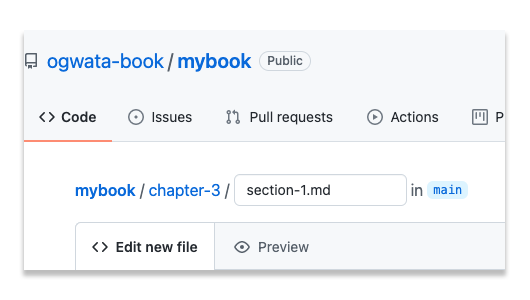 ogwata-book / mybook Public
Code Issues Pull requests Actions P
mybook / chapter-3 / section-1.md in main
Edit new file Preview